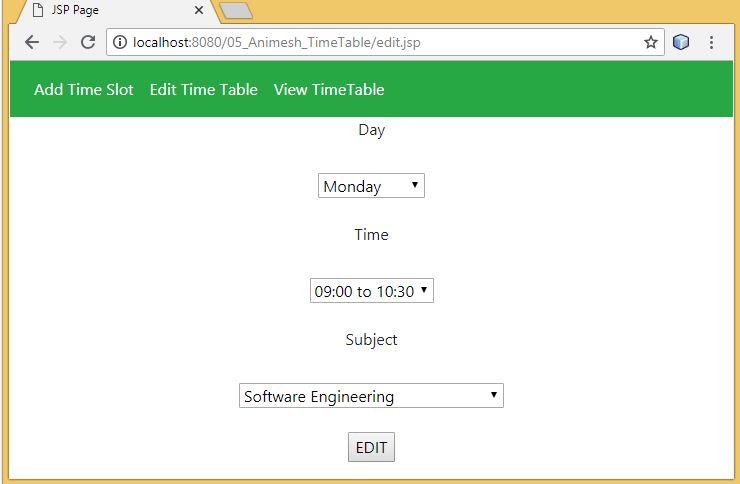 JSP Page
localhost:8080/05_Animesh_TimeTable/edit.jsp
Add Time Slot Edit Time Table View TimeTable
Day
Monday
Time
09:00 to 10:30
Subject
Software Engineering
EDIT